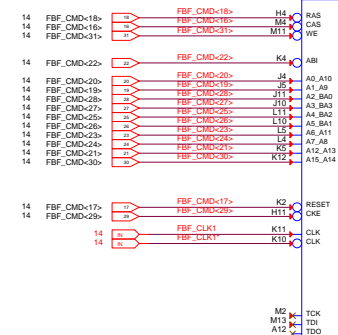 14 FBF_CMD<18> 18 FBF_CMD<18> H4 RAS
14 FBF_CMD<16> 16 FBF_CMD<16> M4 CAS
14 FBF_CMD<31> 31 FBF_CMD<31> M11 WE
14 FBF_CMD<22> 22 FBF_CMD<22> K4 ABI
14 FBF_CMD<20> 20 FBF_CMD<20> J4 A0_A10
14 FBF_CMD<19> 19 FBF_CMD<19> J5 A1_A9
14 FBF_CMD<28> 28 FBF_CMD<28> J11 A2_BA0
14 FBF_CMD<27> 27 FBF_CMD<27> J10 A3_BA3
14 FBF_CMD<25> 25 FBF_CMD<25> L11 A4_BA2
14 FBF_CMD<26> 26 FBF_CMD<26> L10 A5_BA1
14 FBF_CMD<23> 23 FBF_CMD<23> L5 A6_A11
14 FBF_CMD<24> 24 FBF_CMD<24> L4 A7_A8
14 FBF_CMD<21> 21 FBF_CMD<21> K5 A12_A13
14 FBF_CMD<30> 30 FBF_CMD<30> K12 A15_A14
14 FBF_CMD<17> 17 FBF_CMD<17> K2 RESET
14 FBF_CMD<29> 29 FBF_CMD<29> H11 CKE
14 IN FBF_CLK1 K11 CLK
14 IN FBF_CLK1* K10 CLK
M2 TCK
M13 TDI
A12 TDO